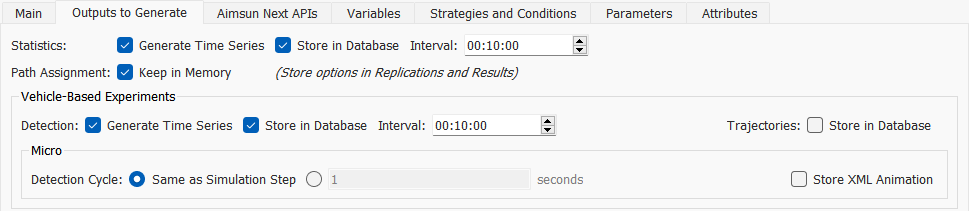 Main Outputs to Generate Aimsun Next APIs Variables Strategies and Conditions Parameters Attributes
Statistics: Generate Time Series Store in Database Interval: 00:10:00
Path Assignment: Keep in Memory (Store options in Replications and Results)
Vehicle-Based Experiments
Detection: Generate Time Series Store in Database Interval: 00:10:00 Trajectories: Store in Database
Micro
Detection Cycle: Same as Simulation Step 1 seconds Store XML Animation